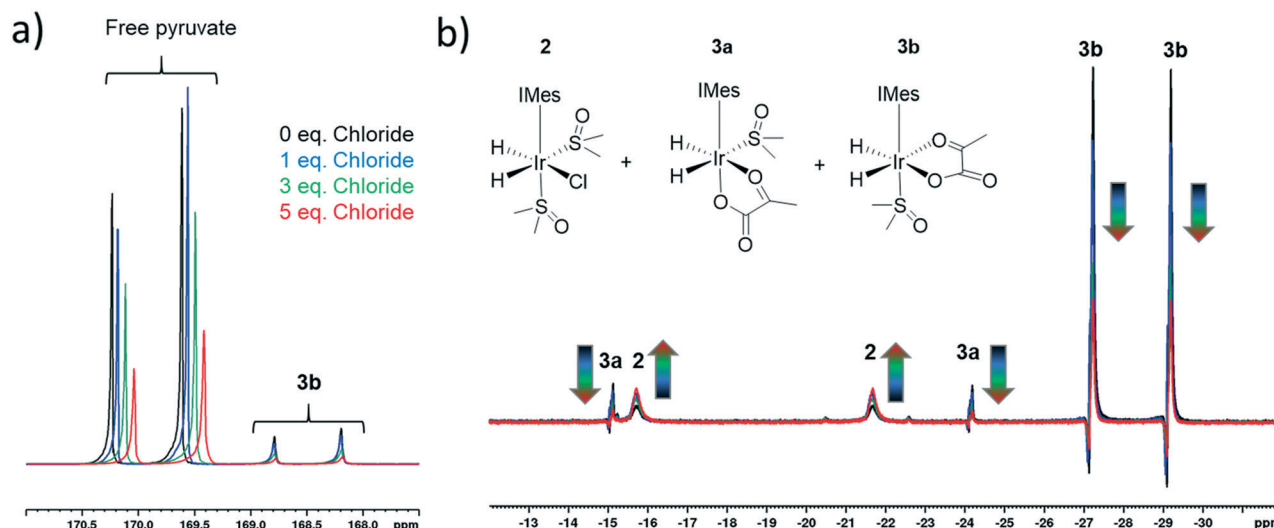 a)
Free pyruvate
0 eq. Chloride
1 eq. Chloride
3 eq. Chloride
5 eq. Chloride
3b
170.5 170.0 169.5 169.0 168.5 168.0 ppm
b)
2 3a 3b
3b 3b
IMes IMes IMes
O O
H S H S H O
Ir + Ir + Ir
H Cl H O H O O
S O O S
O O O
3a 2 2 3a
-13 -14 -15 -16 -17 -18 -19 -20 -21 -22 -23 -24 -25 -26 -27 -28 -29 -30